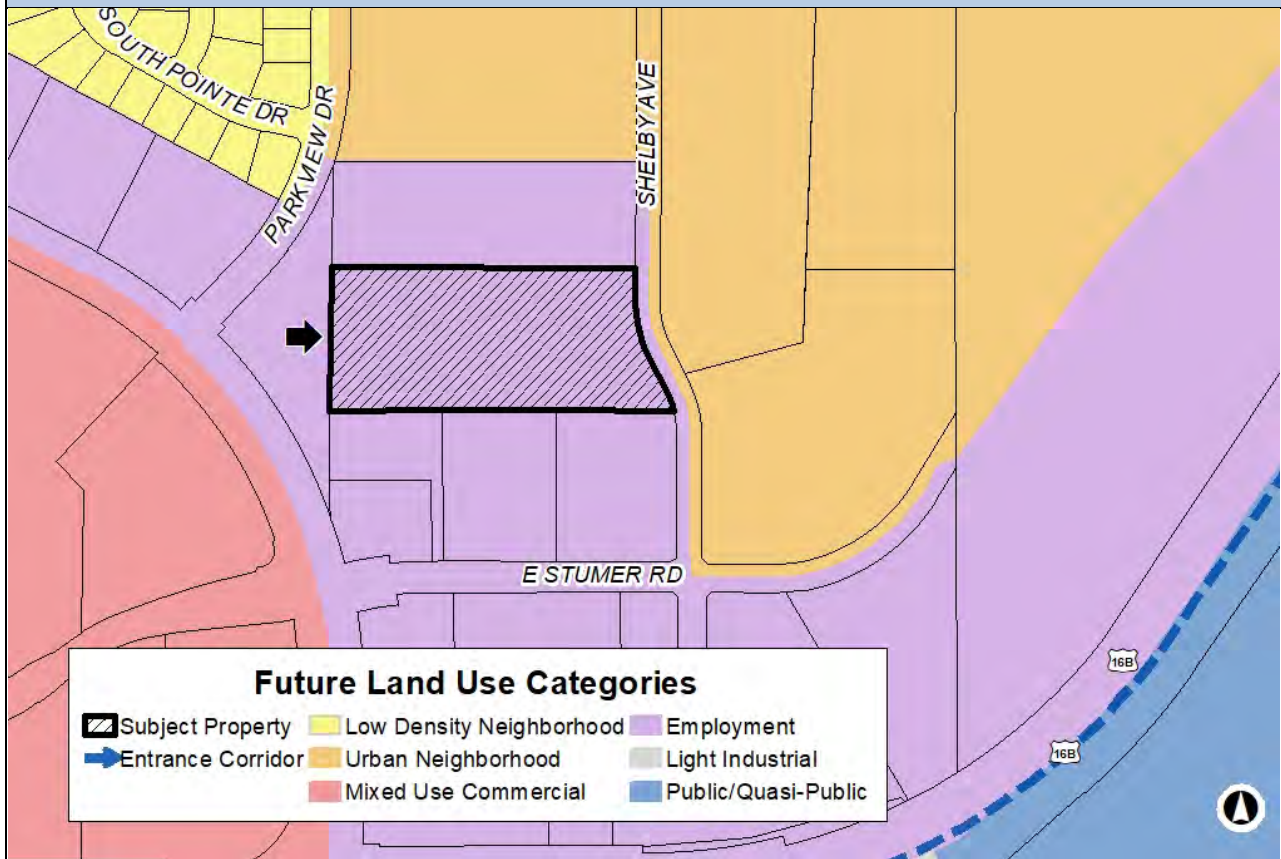 SOUTH POINTE DR
PARKVIEW DR
SHELBY AVE
E STUMER RD
16B
16B
Future Land Use Categories
Subject Property Low Density Neighborhood Employment
Entrance Corridor Urban Neighborhood Light Industrial
Mixed Use Commercial Public/Quasi-Public